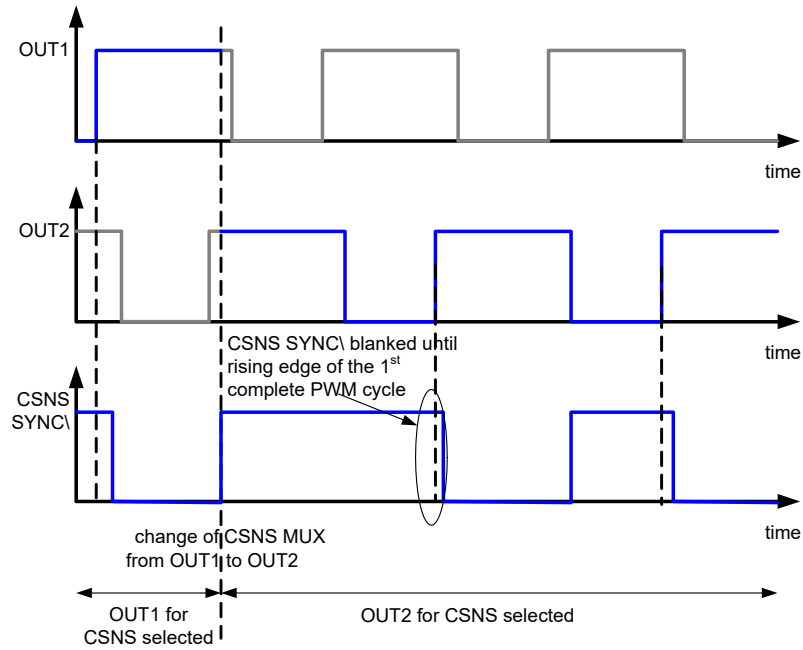 OUT1
time
OUT2
time
CSNS SYNC\ blanked until
rising edge of the 1st
complete PWM cycle
CSNS
SYNC\
time
change of CSNS MUX
from OUT1 to OUT2
OUT1 for
CSNS selected
OUT2 for CSNS selected